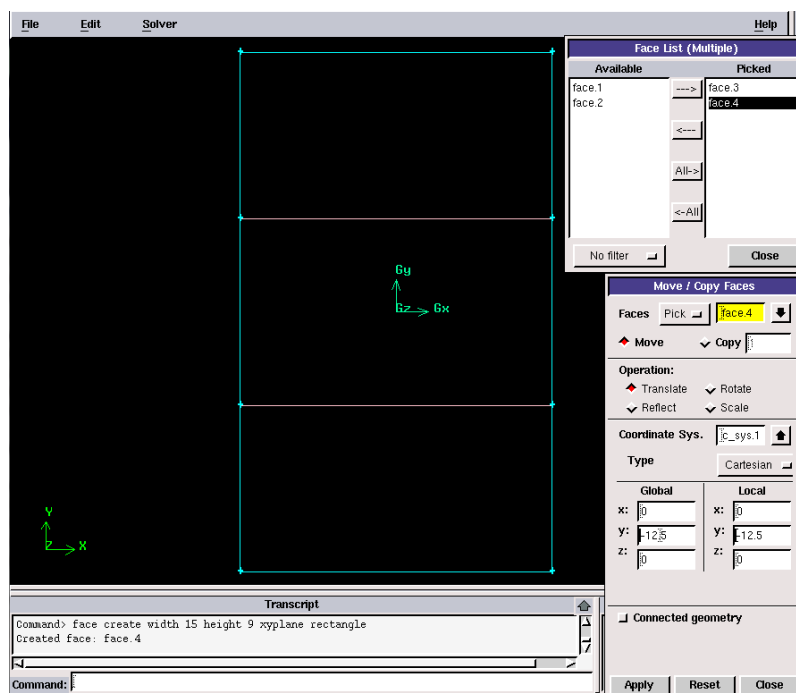 File Edit Solver Help
Face List (Multiple)
Available Picked
face.1
face.2
--->
<---
All->
<-All
face.3
face.4
No filter Close
Gy
Gz Gx
Y
Z X
Move / Copy Faces
Faces Pick face.4
Move Copy 1
Operation:
Translate Rotate
Reflect Scale
Coordinate Sys. c_sys.1
Type Cartesian
Global Local
x: 0 x: 0
y: -12.5 y: -12.5
z: 0 z: 0
Connected geometry
Apply Reset Close
Transcript
Command> face create width 15 height 9 xyplane rectangle
Created face: face.4
Command: